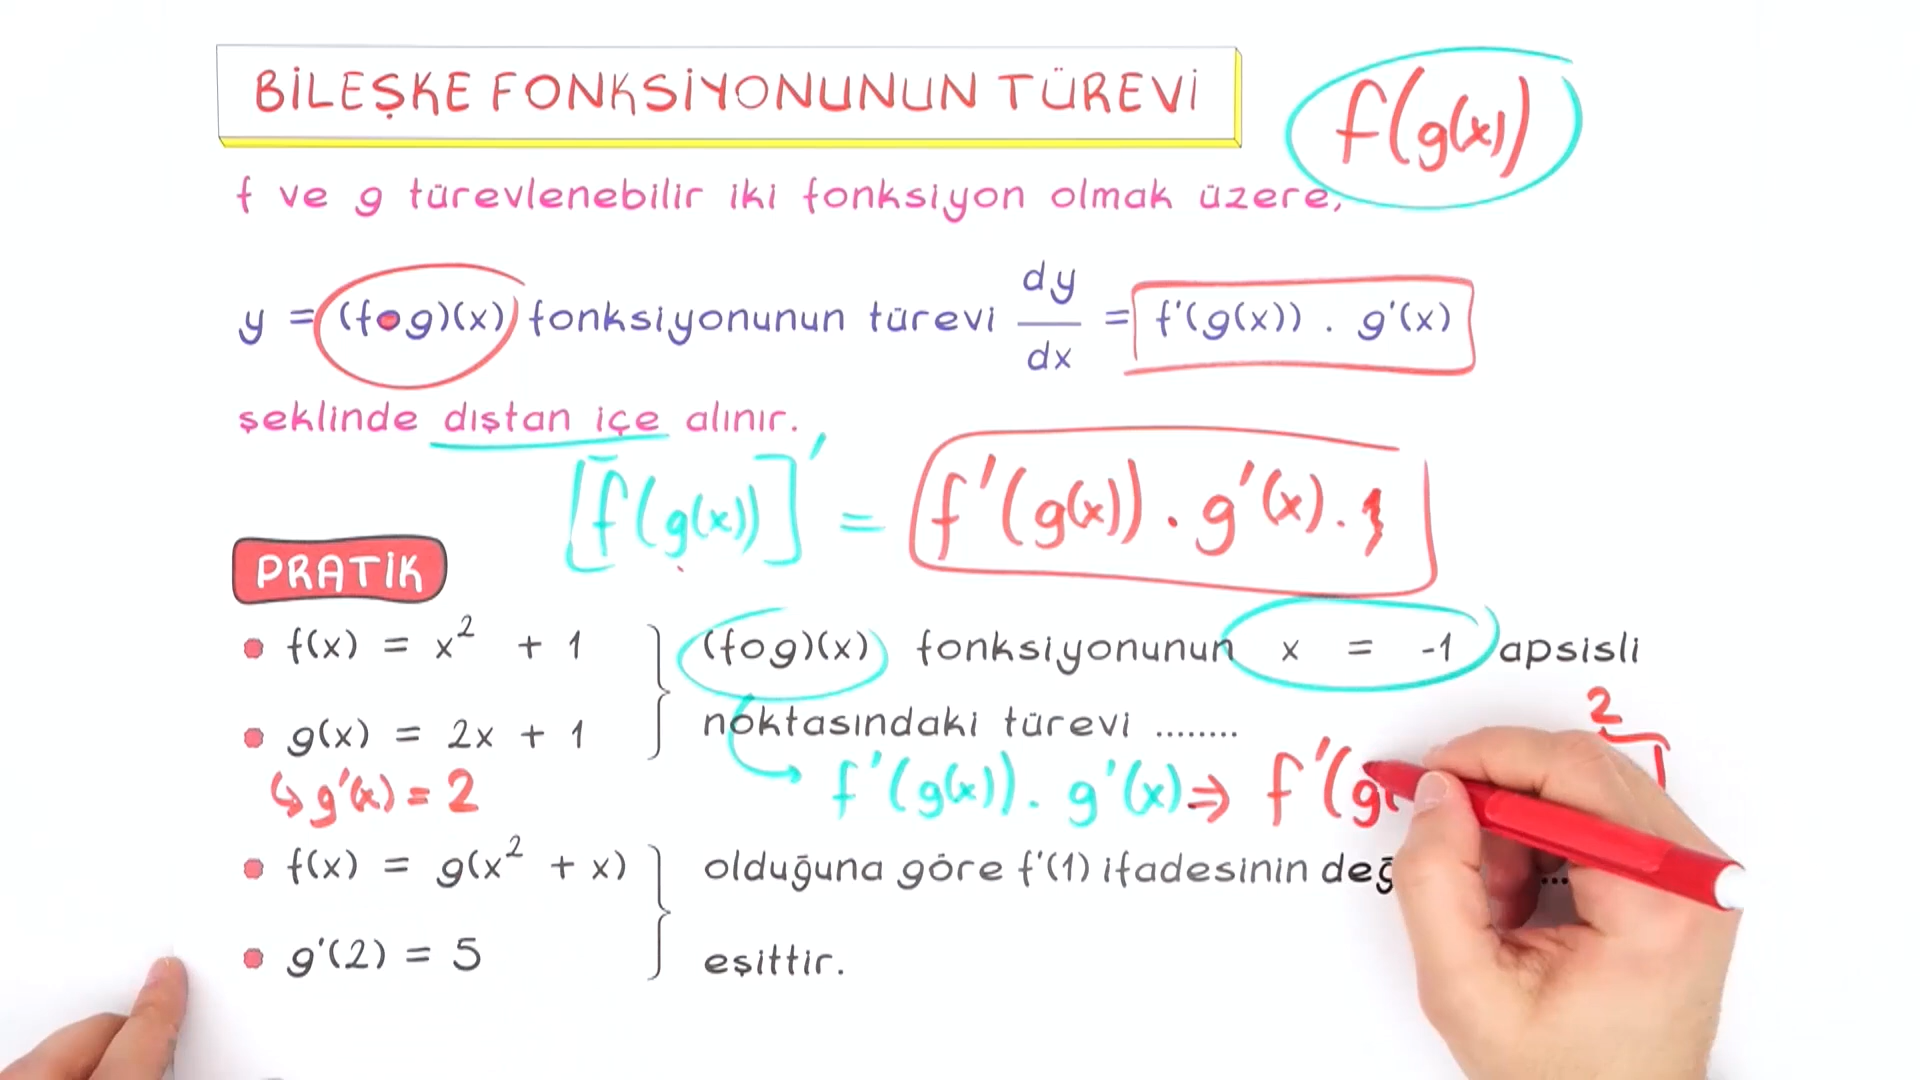 BİLEŞKE FONKSİYONUNUN TÜREVİ
f(g(x))
f ve g türevlenebilir iki fonksiyon olmak üzere,
y = (fog)(x) fonksiyonunun türevi dy/dx = f'(g(x)) . g'(x)
şeklinde dıştan içe alınır.
[f(g(x))]' = f'(g(x)) . g'(x) . 1
PRATİK
f(x) = x² + 1
(fog)(x) fonksiyonunun x = -1 apsisli
g(x) = 2x + 1
noktasındaki türevi ........
2
g'(x) = 2
f'(g(x)) . g'(x) ⇒ f'(g(
f(x) = g(x² + x)
olduğuna göre f'(1) ifadesinin
g'(2) = 5
eşittir.